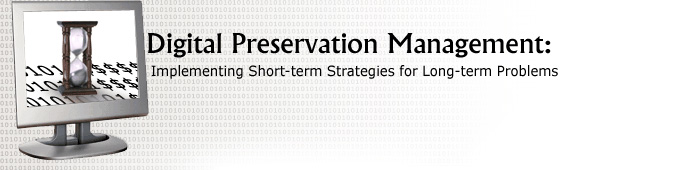 Digital Preservation Management:
Implementing Short-term Strategies for Long-term Problems